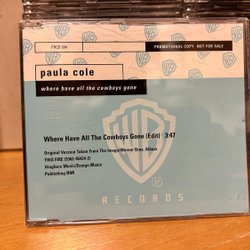 PROMOTIONAL COPY NOT FOR SALE
paula cole
where have all the cowboys gone
Where Have All The Cowboys Gone (Edit) 3:47
Original Version Taken From The Imago/Warner Bros. Album
THIS FIRE
Hingface Music/Ensign Music
Publishing BMI
RECORDS